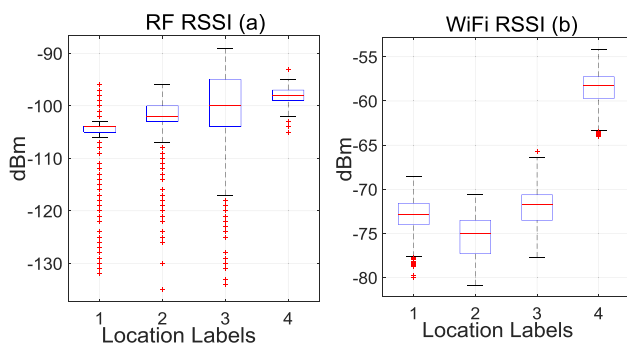 RF RSSI (a)
-90
-100
-110
-120
-130
dBm
1 2 3 4
Location Labels
WiFi RSSI (b)
-55
-60
-65
-70
-75
-80
dBm
1 2 3 4
Location Labels